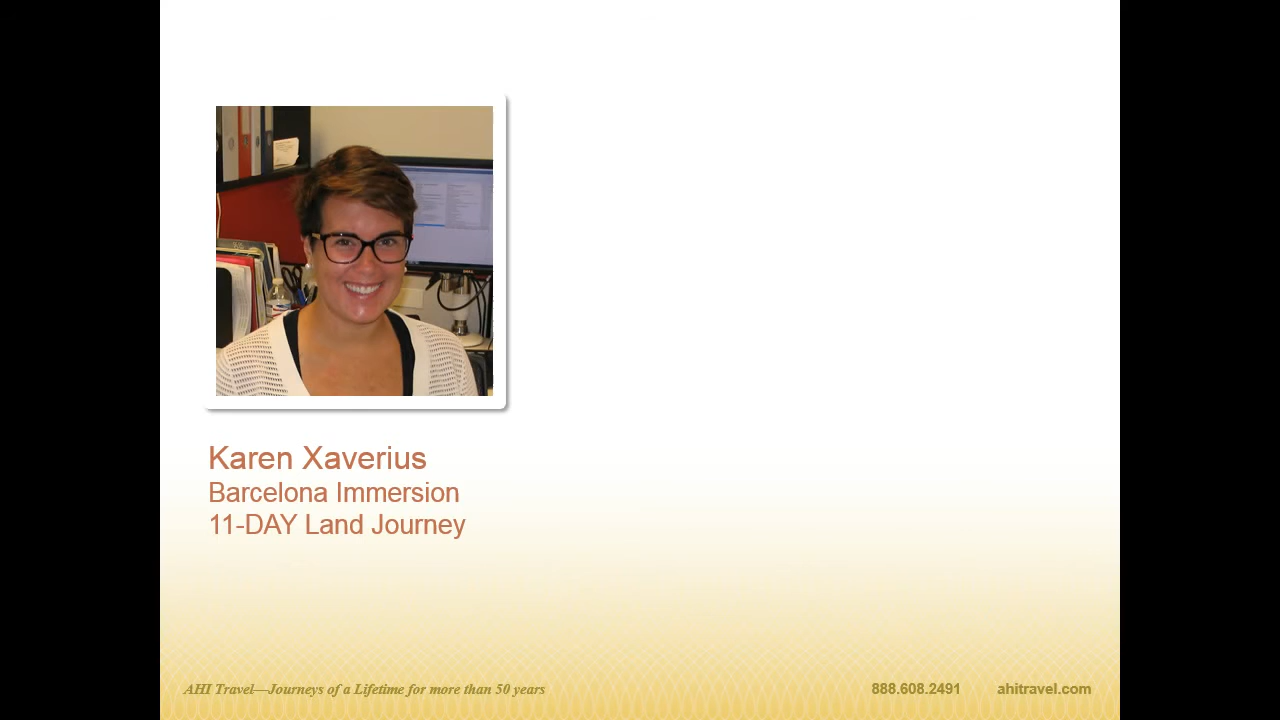 Karen Xaverius
Barcelona Immersion
11-DAY Land Journey
AHI Travel—Journeys of a Lifetime for more than 50 years
888.608.2491
ahitravel.com